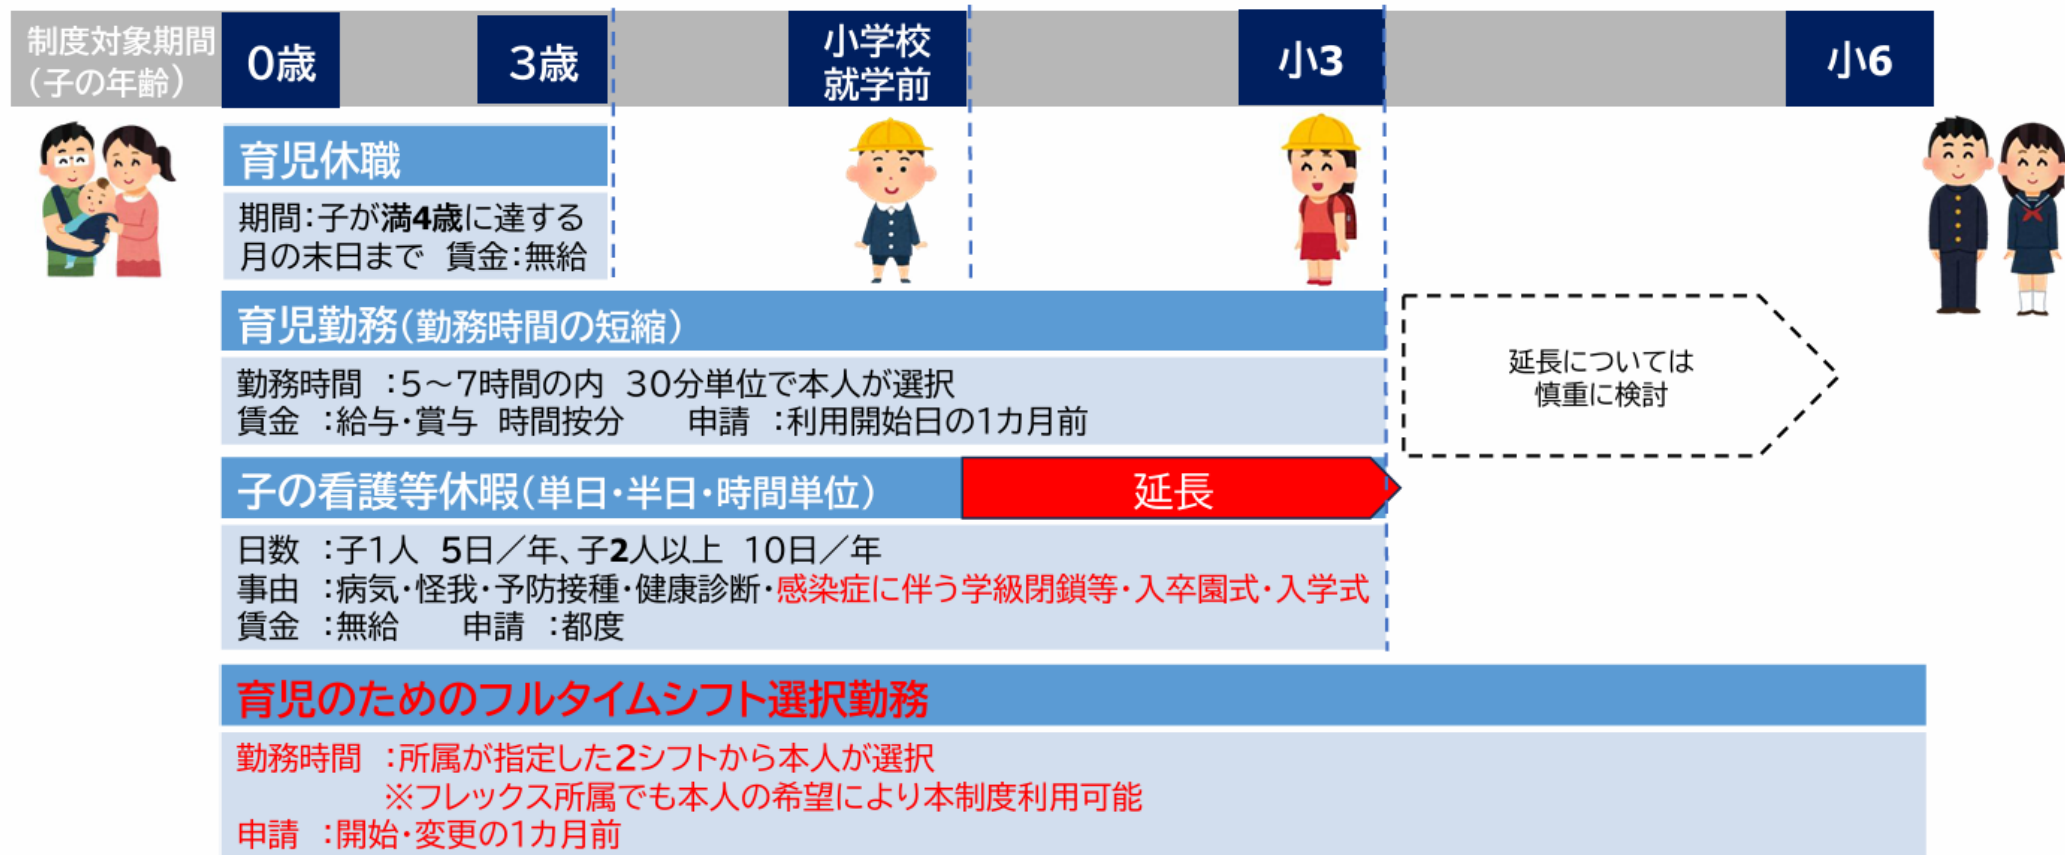 制度対象期間
(子の年齢)
0歳
3歳
小学校
就学前
小3
小6
育児休職
期間:子が満4歳に達する
月の末日まで 賃金:無給
育児勤務(勤務時間の短縮)
勤務時間 :5~7時間の内 30分単位で本人が選択
賃金 :給与・賞与 時間按分 申請 :利用開始日の1カ月前
延長については
慎重に検討
子の看護等休暇(単日・半日・時間単位)
延長
日数 :子1人 5日/年、子2人以上 10日/年
事由 :病気・怪我・予防接種・健康診断・感染症に伴う学級閉鎖等・入卒園式・入学式
賃金 :無給 申請 :都度
育児のためのフルタイムシフト選択勤務
勤務時間 :所属が指定した2シフトから本人が選択
※フレックス所属でも本人の希望により本制度利用可能
申請 :開始・変更の1カ月前